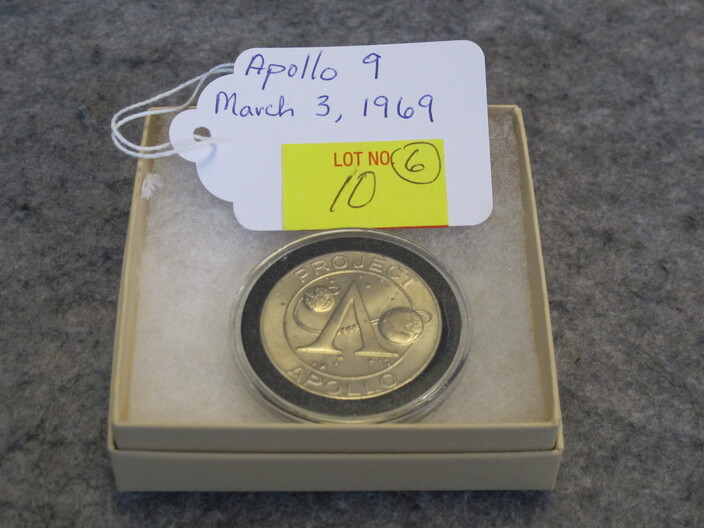 Apollo 9
March 3, 1969
LOT NO. 6
10
PROJECT
APOLLO